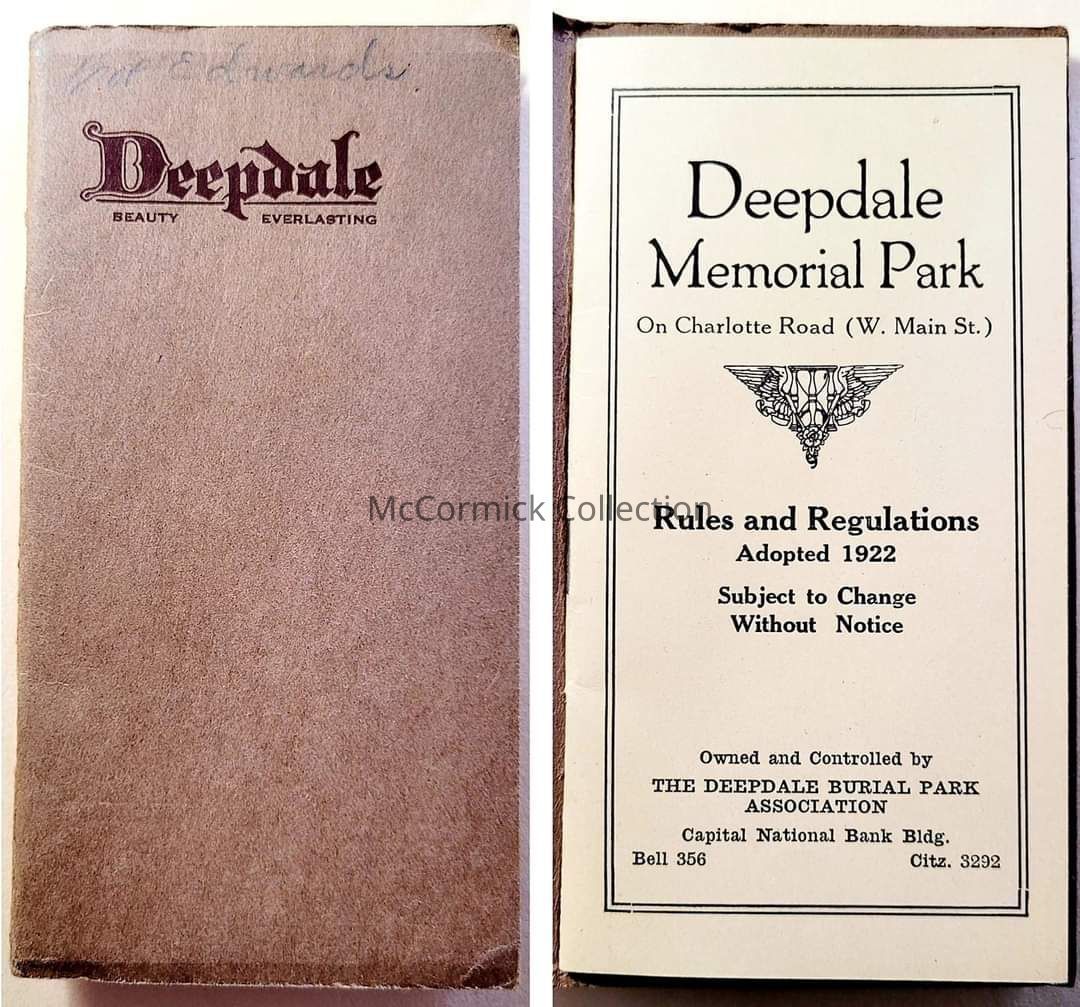 Edwards
Deepdale
BEAUTY EVERLASTING
Deepdale
Memorial Park
On Charlotte Road (W. Main St.)
McCormick Collection
Rules and Regulations
Adopted 1922
Subject to Change
Without Notice
Owned and Controlled by
THE DEEPDALE BURIAL PARK
ASSOCIATION
Capital National Bank Bldg.
Bell 356 Citz. 3292